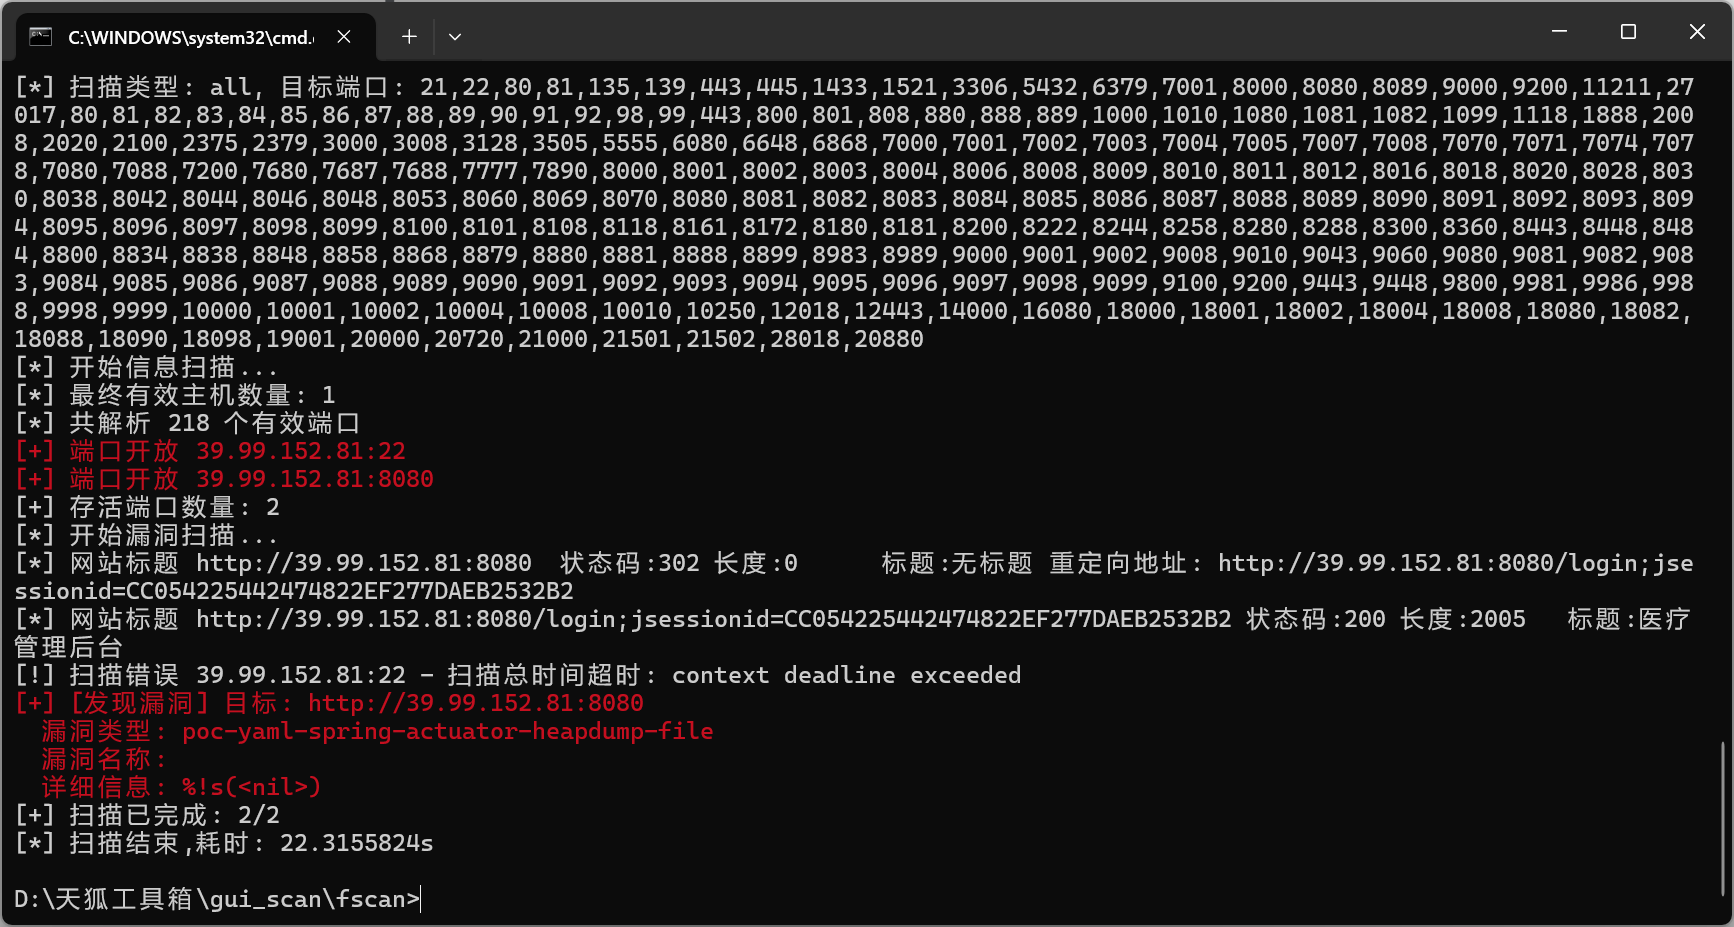 C:\WINDOWS\system32\cmd.
[*] 扫描类型: all, 目标端口: 21,22,80,81,135,139,443,445,1433,1521,3306,5432,6379,7001,8000,8080,8089,9000,9200,11211,27
017,80,81,82,83,84,85,86,87,88,89,90,91,92,98,99,443,800,801,808,880,888,889,1000,1010,1080,1081,1082,1099,1118,1888,200
8,2020,2100,2375,2379,3000,3008,3128,3505,5555,6080,6648,6868,7000,7001,7002,7003,7004,7005,7007,7008,7070,7071,7074,707
8,7080,7088,7200,7680,7687,7688,7777,7890,8000,8001,8002,8003,8004,8006,8008,8009,8010,8011,8012,8016,8018,8020,8028,803
0,8038,8042,8044,8046,8048,8053,8060,8069,8070,8080,8081,8082,8083,8084,8085,8086,8087,8088,8089,8090,8091,8092,8093,809
4,8095,8096,8097,8098,8099,8100,8101,8108,8118,8161,8172,8180,8181,8200,8222,8244,8258,8280,8288,8300,8360,8443,8448,848
4,8800,8834,8838,8848,8858,8868,8879,8880,8881,8888,8899,8983,8989,9000,9001,9002,9008,9010,9043,9060,9080,9081,9082,908
3,9084,9085,9086,9087,9088,9089,9090,9091,9092,9093,9094,9095,9096,9097,9098,9099,9100,9200,9443,9448,9800,9981,9986,998
8,9998,9999,10000,10001,10002,10004,10008,10010,10250,12018,12443,14000,16080,18000,18001,18002,18004,18008,18080,18082,
18088,18090,18098,19001,20000,20720,21000,21501,21502,28018,20880
[*] 开始信息扫描...
[*] 最终有效主机数量: 1
[*] 共解析 218 个有效端口
[+] 端口开放 39.99.152.81:22
[+] 端口开放 39.99.152.81:8080
[+] 存活端口数量: 2
[*] 开始漏洞扫描...
[*] 网站标题 http://39.99.152.81:8080  状态码:302 长度:0      标题:无标题 重定向地址: http://39.99.152.81:8080/login;jse
ssionid=CC054225442474822EF277DAEB2532B2
[*] 网站标题 http://39.99.152.81:8080/login;jsessionid=CC054225442474822EF277DAEB2532B2 状态码:200 长度:2005   标题:医疗
管理后台
[!] 扫描错误 39.99.152.81:22 - 扫描总时间超时: context deadline exceeded
[+] [发现漏洞] 目标: http://39.99.152.81:8080
  漏洞类型: poc-yaml-spring-actuator-heapdump-file
  漏洞名称:
  详细信息: %!s(<nil>)
[+] 扫描已完成: 2/2
[*] 扫描结束,耗时: 22.3155824s
D:\天狐工具箱\gui_scan\fscan>